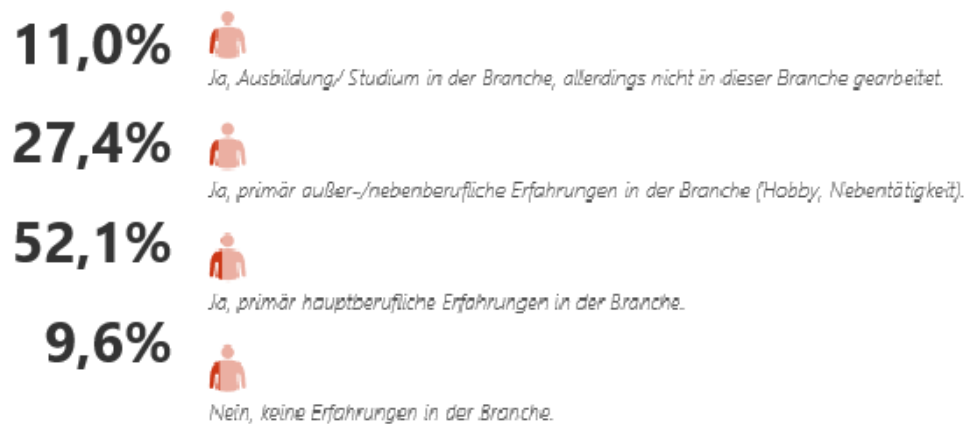 11,0%
Ja, Ausbildung/ Studium in der Branche, allerdings nicht in dieser Branche gearbeitet.
27,4%
Ja, primär außer-/nebenberufliche Erfahrungen in der Branche (Hobby, Nebentätigkeit).
52,1%
Ja, primär hauptberufliche Erfahrungen in der Branche.
9,6%
Nein, keine Erfahrungen in der Branche.